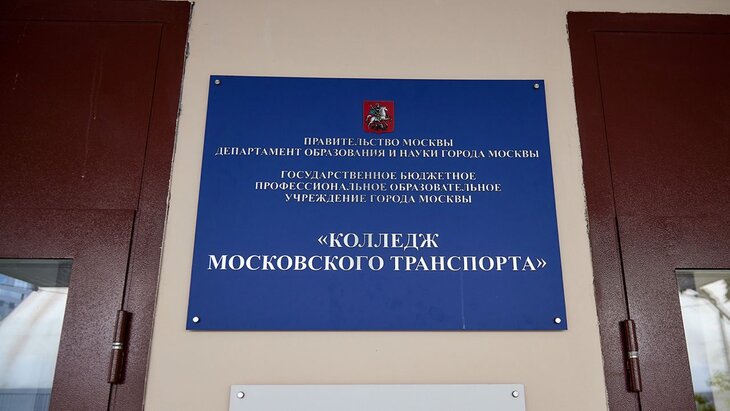 ПРАВИТЕЛЬСТВО МОСКВЫ
ДЕПАРТАМЕНТ ОБРАЗОВАНИЯ И НАУКИ ГОРОДА МОСКВЫ
ГОСУДАРСТВЕННОЕ БЮДЖЕТНОЕ
ПРОФЕССИОНАЛЬНОЕ ОБРАЗОВАТЕЛЬНОЕ
УЧРЕЖДЕНИЕ ГОРОДА МОСКВЫ
«КОЛЛЕДЖ
МОСКОВСКОГО ТРАНСПОРТА»